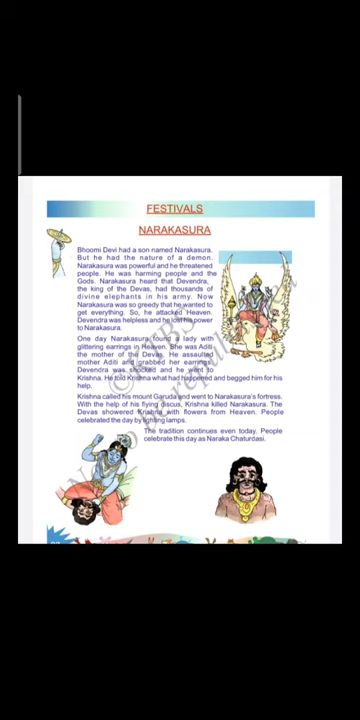 FESTIVALS
NARAKASURA
Bhoomi Devi had a son named Narakasura.
But he had the nature of a demon.
Narakasura was powerful and he threatened
people. He was harming people and the
Gods. Narakasura heard that Devendra,
the king of the Devas, had thousands of
divine elephants in his army. Now
Narakasura was so greedy that he wanted to
get everything. So, he attacked Heaven.
Devendra was helpless and he lost his power
to Narakasura.
One day Narakasura found a lady with
glittering earrings in Heaven. She was Aditi,
the mother of the Devas. He assaulted
mother Aditi and grabbed her earrings.
Devendra was shocked and he went to
Krishna. He told Krishna what had happened and begged him for his
help.
Krishna called his mount Garuda and went to Narakasura's fortress.
With the help of his flying discus, Krishna killed Narakasura. The
Devas showered Krishna with flowers from Heaven. People
celebrated the day by lighting lamps.
The tradition continues even today. People
celebrate this day as Naraka Chaturdasi.